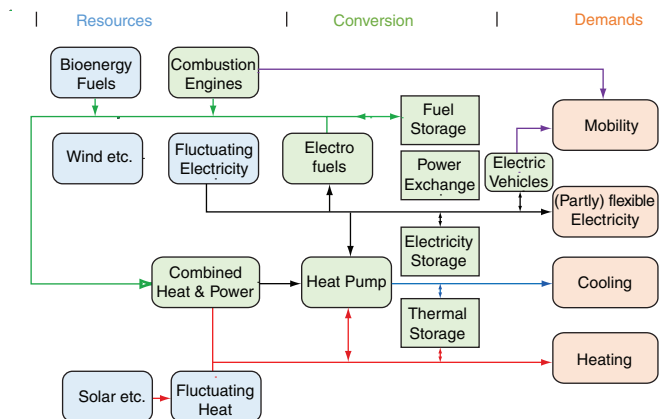 Resources
Conversion
Demands
Bioenergy
Fuels
Combustion
Engines
Fuel
Storage
Mobility
Wind etc.
Fluctuating
Electricity
Electro
fuels
Power
Exchange
Electric
Vehicles
(Partly) flexible
Electricity
Electricity
Storage
Combined
Heat & Power
Heat Pump
Cooling
Thermal
Storage
Heating
Solar etc.
Fluctuating
Heat